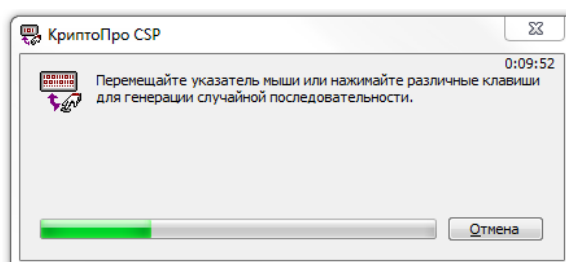 КриптоПро CSP
0:09:52
Перемещайте указатель мыши или нажимайте различные клавиши
для генерации случайной последовательности.
Отмена